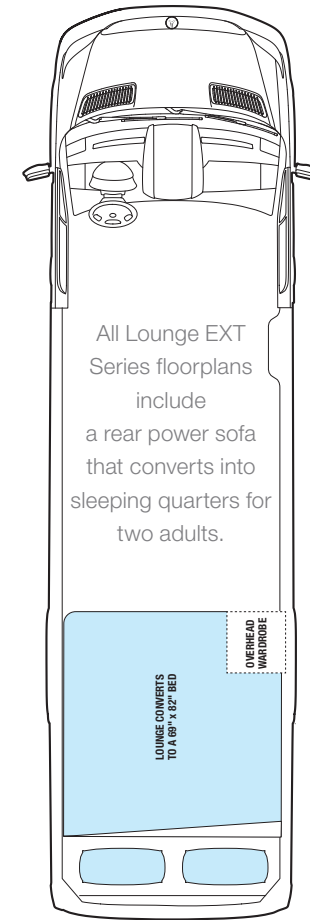 All Lounge EXT
Series floorplans
include
a rear power sofa
that converts into
sleeping quarters for
two adults.
OVERHEAD
WARDROBE
LOUNGE CONVERTS
TO A 69" x 82" BED